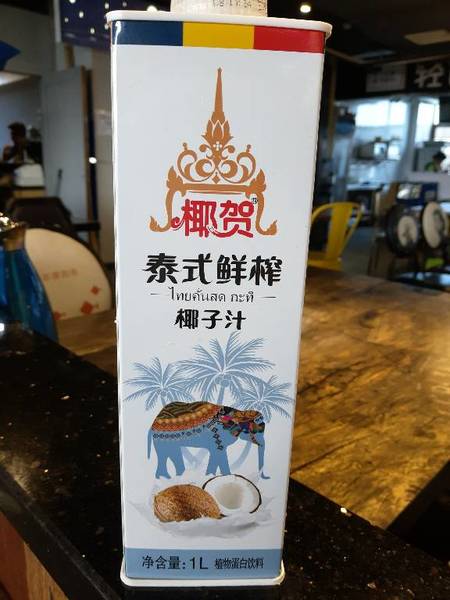 椰贺®
泰式鲜榨
ไทยคั้นสด กะทิ
椰子汁
净含量：1L 植物蛋白饮料